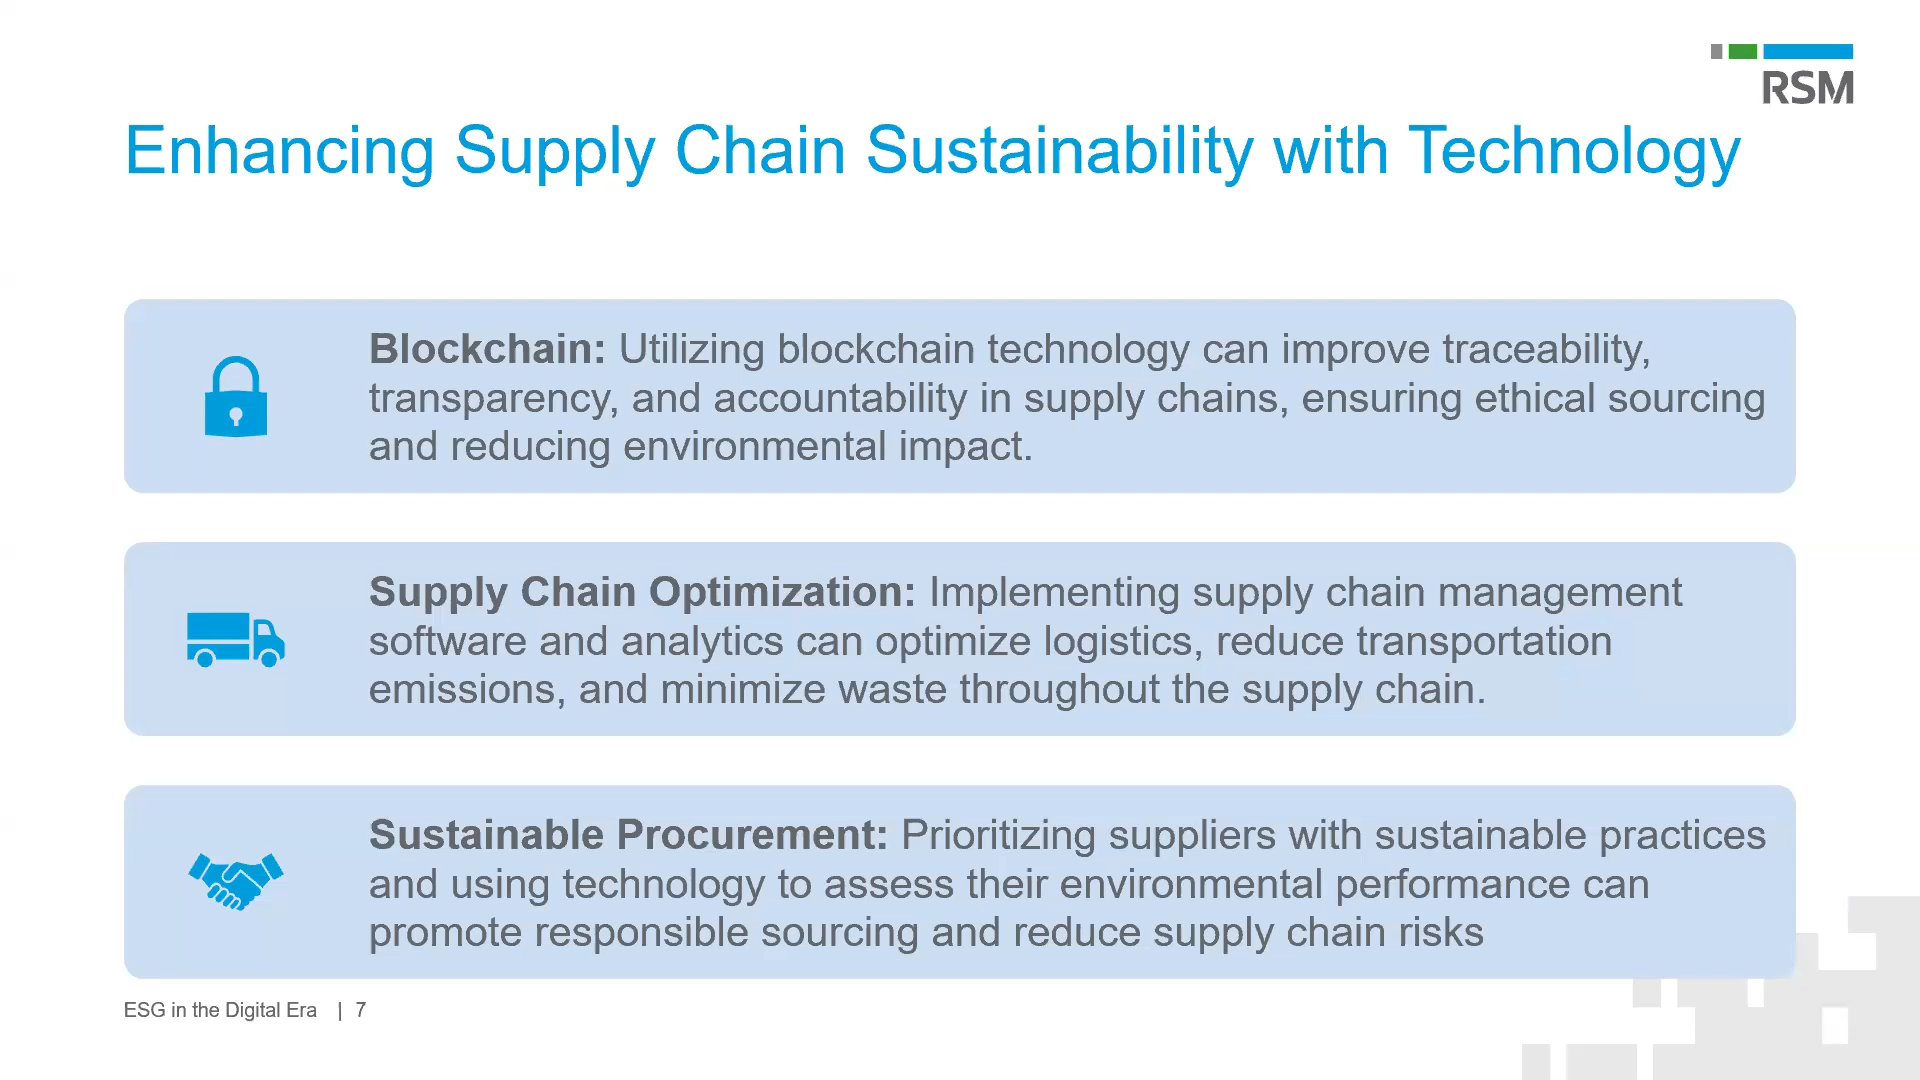 RSM
Enhancing Supply Chain Sustainability with Technology
Blockchain: Utilizing blockchain technology can improve traceability,
transparency, and accountability in supply chains, ensuring ethical sourcing
and reducing environmental impact.
Supply Chain Optimization: Implementing supply chain management
software and analytics can optimize logistics, reduce transportation
emissions, and minimize waste throughout the supply chain.
Sustainable Procurement: Prioritizing suppliers with sustainable practices
and using technology to assess their environmental performance can
promote responsible sourcing and reduce supply chain risks
ESG in the Digital Era | 7